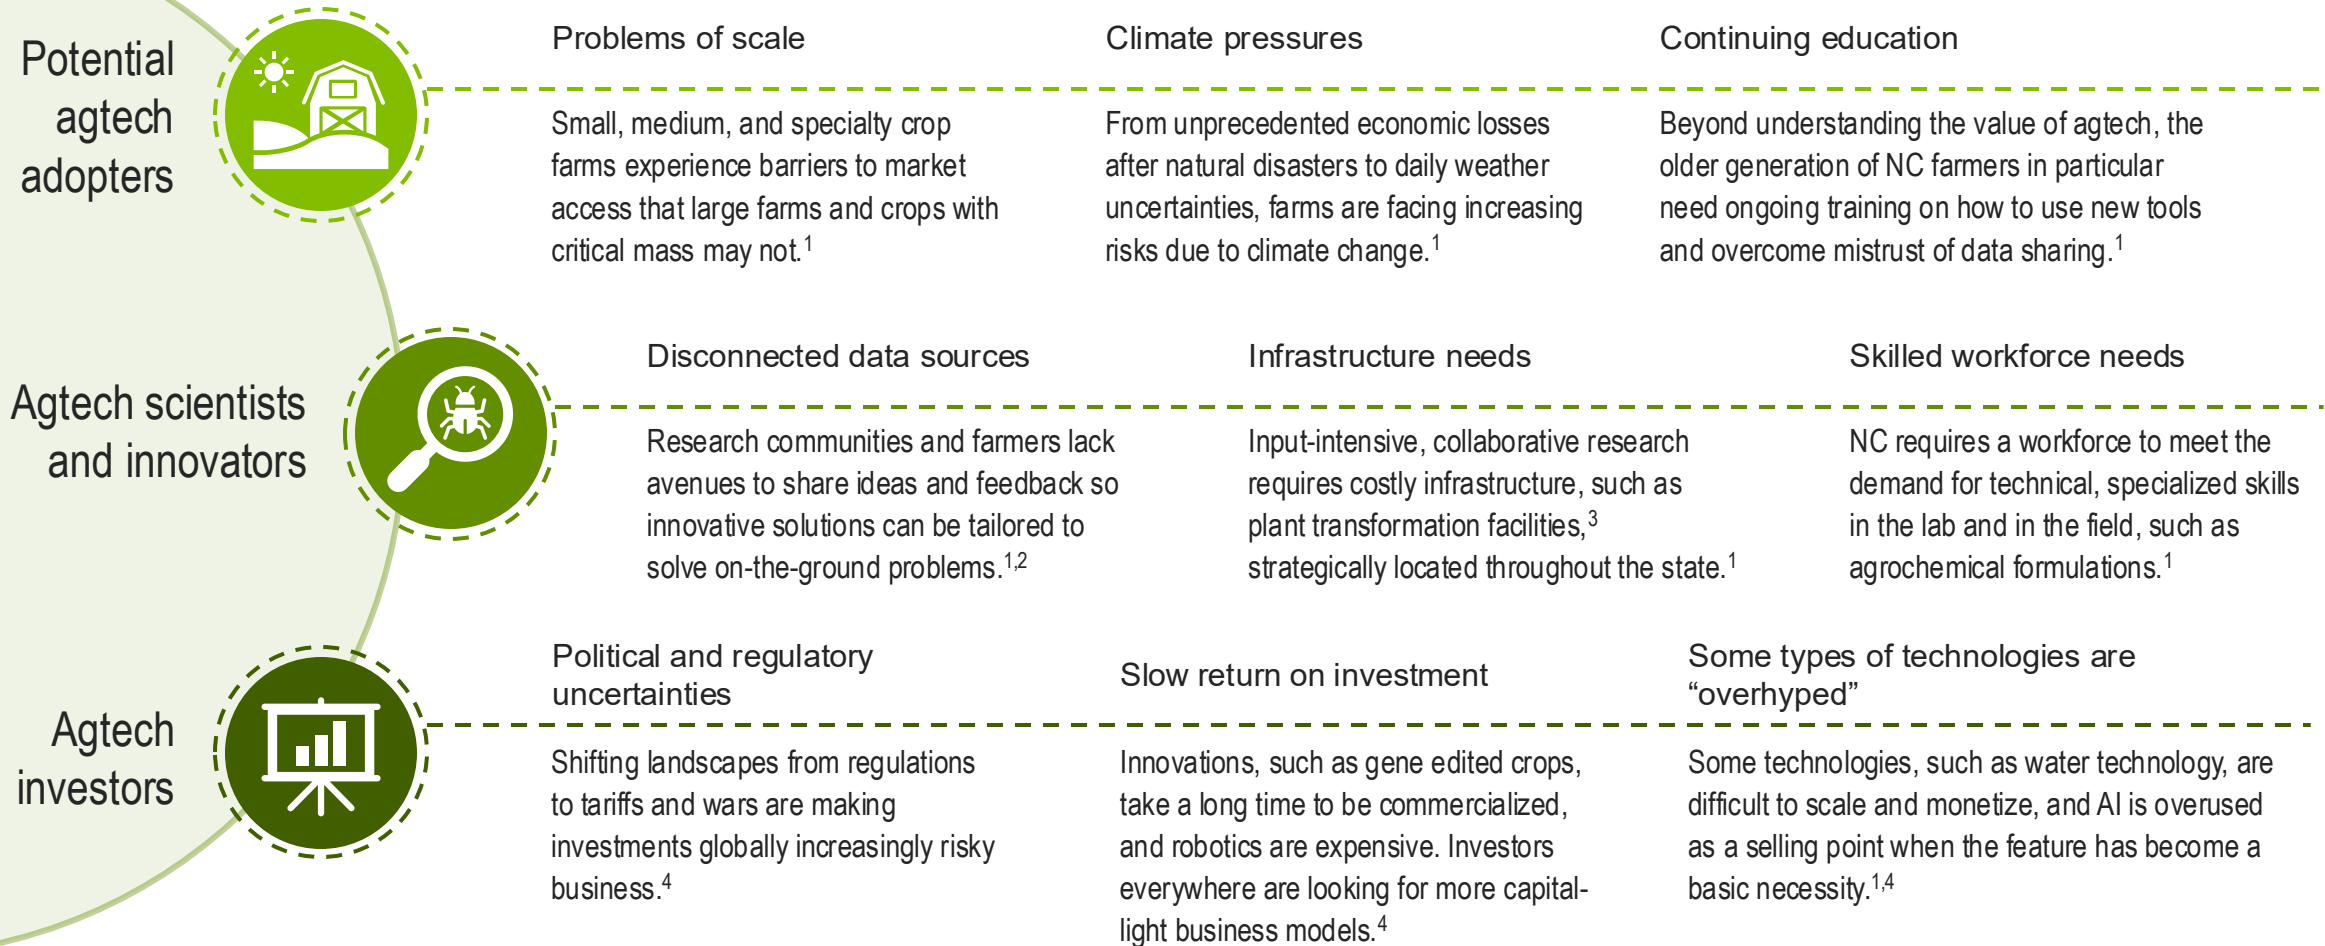 Potential
agtech
adopters
Problems of scale
Small, medium, and specialty crop
farms experience barriers to market
access that large farms and crops with
critical mass may not.1
Climate pressures
From unprecedented economic losses
after natural disasters to daily weather
uncertainties, farms are facing increasing
risks due to climate change.1
Continuing education
Beyond understanding the value of agtech, the
older generation of NC farmers in particular
need ongoing training on how to use new tools
and overcome mistrust of data sharing.1
Agtech scientists
and innovators
Disconnected data sources
Research communities and farmers lack
avenues to share ideas and feedback so
innovative solutions can be tailored to
solve on-the-ground problems.1,2
Infrastructure needs
Input-intensive, collaborative research
requires costly infrastructure, such as
plant transformation facilities,3
strategically located throughout the state.1
Skilled workforce needs
NC requires a workforce to meet the
demand for technical, specialized skills
in the lab and in the field, such as
agrochemical formulations.1
Agtech
investors
Political and regulatory
uncertainties
Shifting landscapes from regulations
to tariffs and wars are making
investments globally increasingly risky
business.4
Slow return on investment
Innovations, such as gene edited crops,
take a long time to be commercialized,
and robotics are expensive. Investors
everywhere are looking for more capital-
light business models.4
Some types of technologies are
“overhyped”
Some technologies, such as water technology, are
difficult to scale and monetize, and AI is overused
as a selling point when the feature has become a
basic necessity.1,4